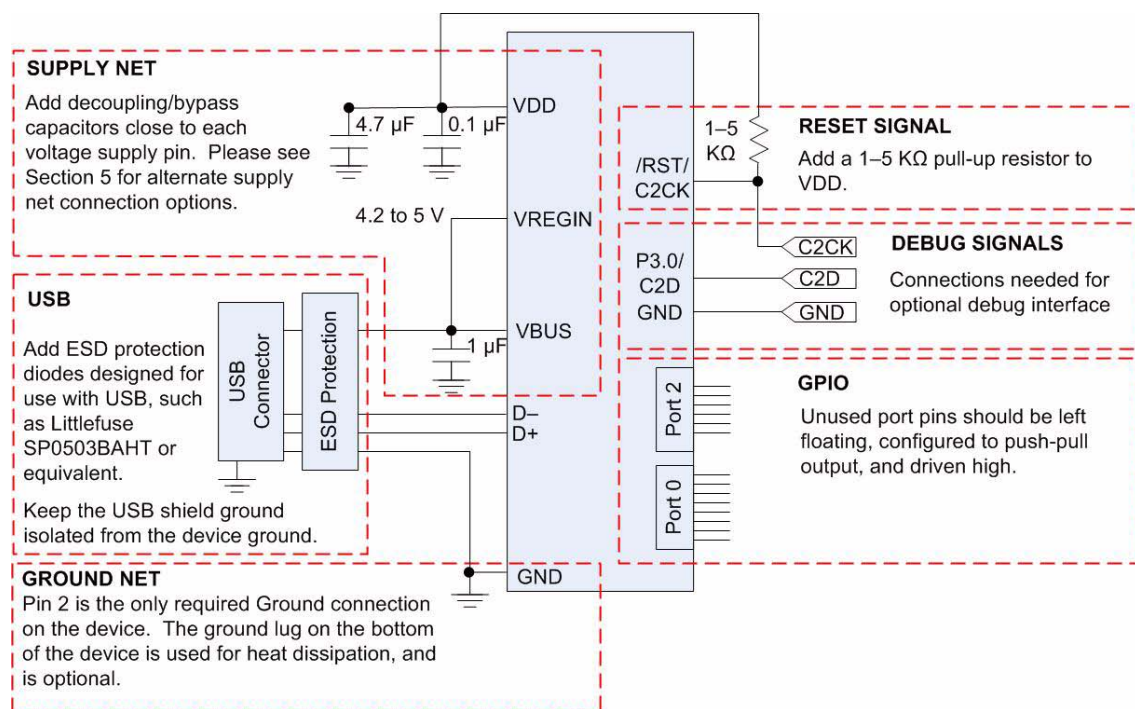 SUPPLY NET
Add decoupling/bypass
capacitors close to each
voltage supply pin.  Please see
Section 5 for alternate supply
net connection options.
4.7 µF
0.1 µF
VDD
4.2 to 5 V
VREGIN
VBUS
1 µF
USB
Add ESD protection
diodes designed for
use with USB, such
as Littlefuse
SP0503BAHT or
equivalent.
Keep the USB shield ground
isolated from the device ground.
USB
Connector
ESD Protection
D–
D+
GROUND NET
Pin 2 is the only required Ground connection
on the device.  The ground lug on the bottom
of the device is used for heat dissipation, and
is optional.
GND
1–5
KΩ
/RST/
C2CK
RESET SIGNAL
Add a 1–5 KΩ pull-up resistor to
VDD.
P3.0/
C2D
GND
C2CK
C2D
GND
DEBUG SIGNALS
Connections needed for
optional debug interface
Port 2
Port 0
GPIO
Unused port pins should be left
floating, configured to push-pull
output, and driven high.